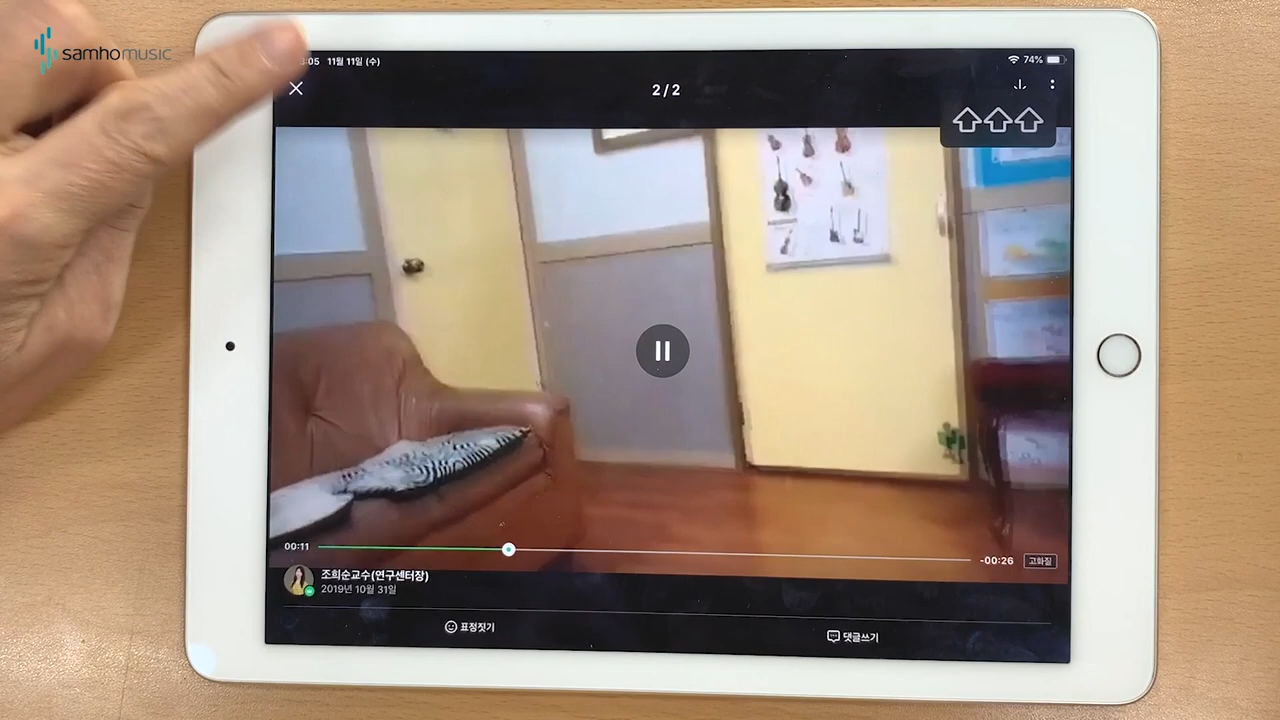 samhomusic
:05 11월 11일 (수)
74%
2/2
00:11
-00:26
고화질
조희순교수(연구센터장)
2019년 10월 31일
표정짓기
댓글쓰기